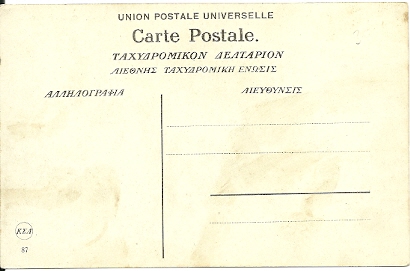 UNION POSTALE UNIVERSELLE
Carte Postale.
ΤΑΧΥΔΡΟΜΙΚΟΝ ΔΕΛΤΑΡΙΟΝ
ΔΙΕΘΝΗΣ ΤΑΧΥΔΡΟΜΙΚΗ ΕΝΩΣΙΣ
ΑΛΛΗΛΟΓΡΑΦΙΑ ΔΙΕΥΘΥΝΣΙΣ
87